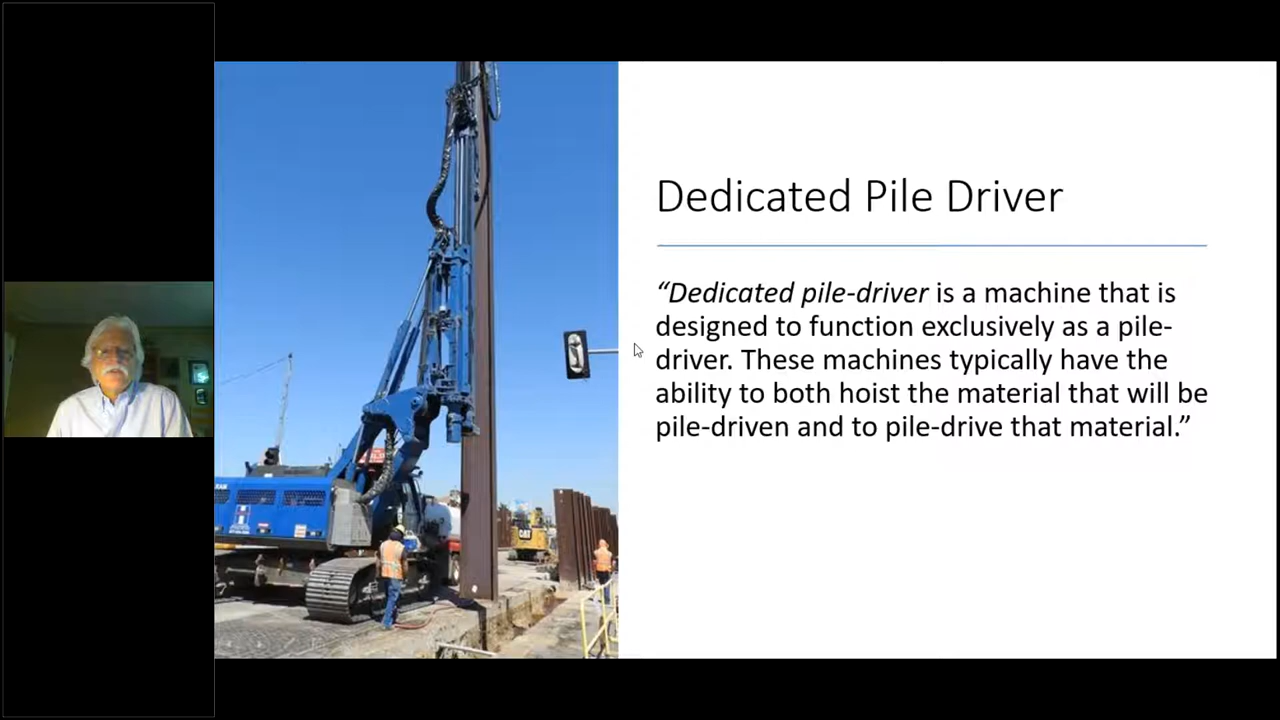 Dedicated Pile Driver
“Dedicated pile-driver is a machine that is
designed to function exclusively as a pile-
driver. These machines typically have the
ability to both hoist the material that will be
pile-driven and to pile-drive that material.”
CAT